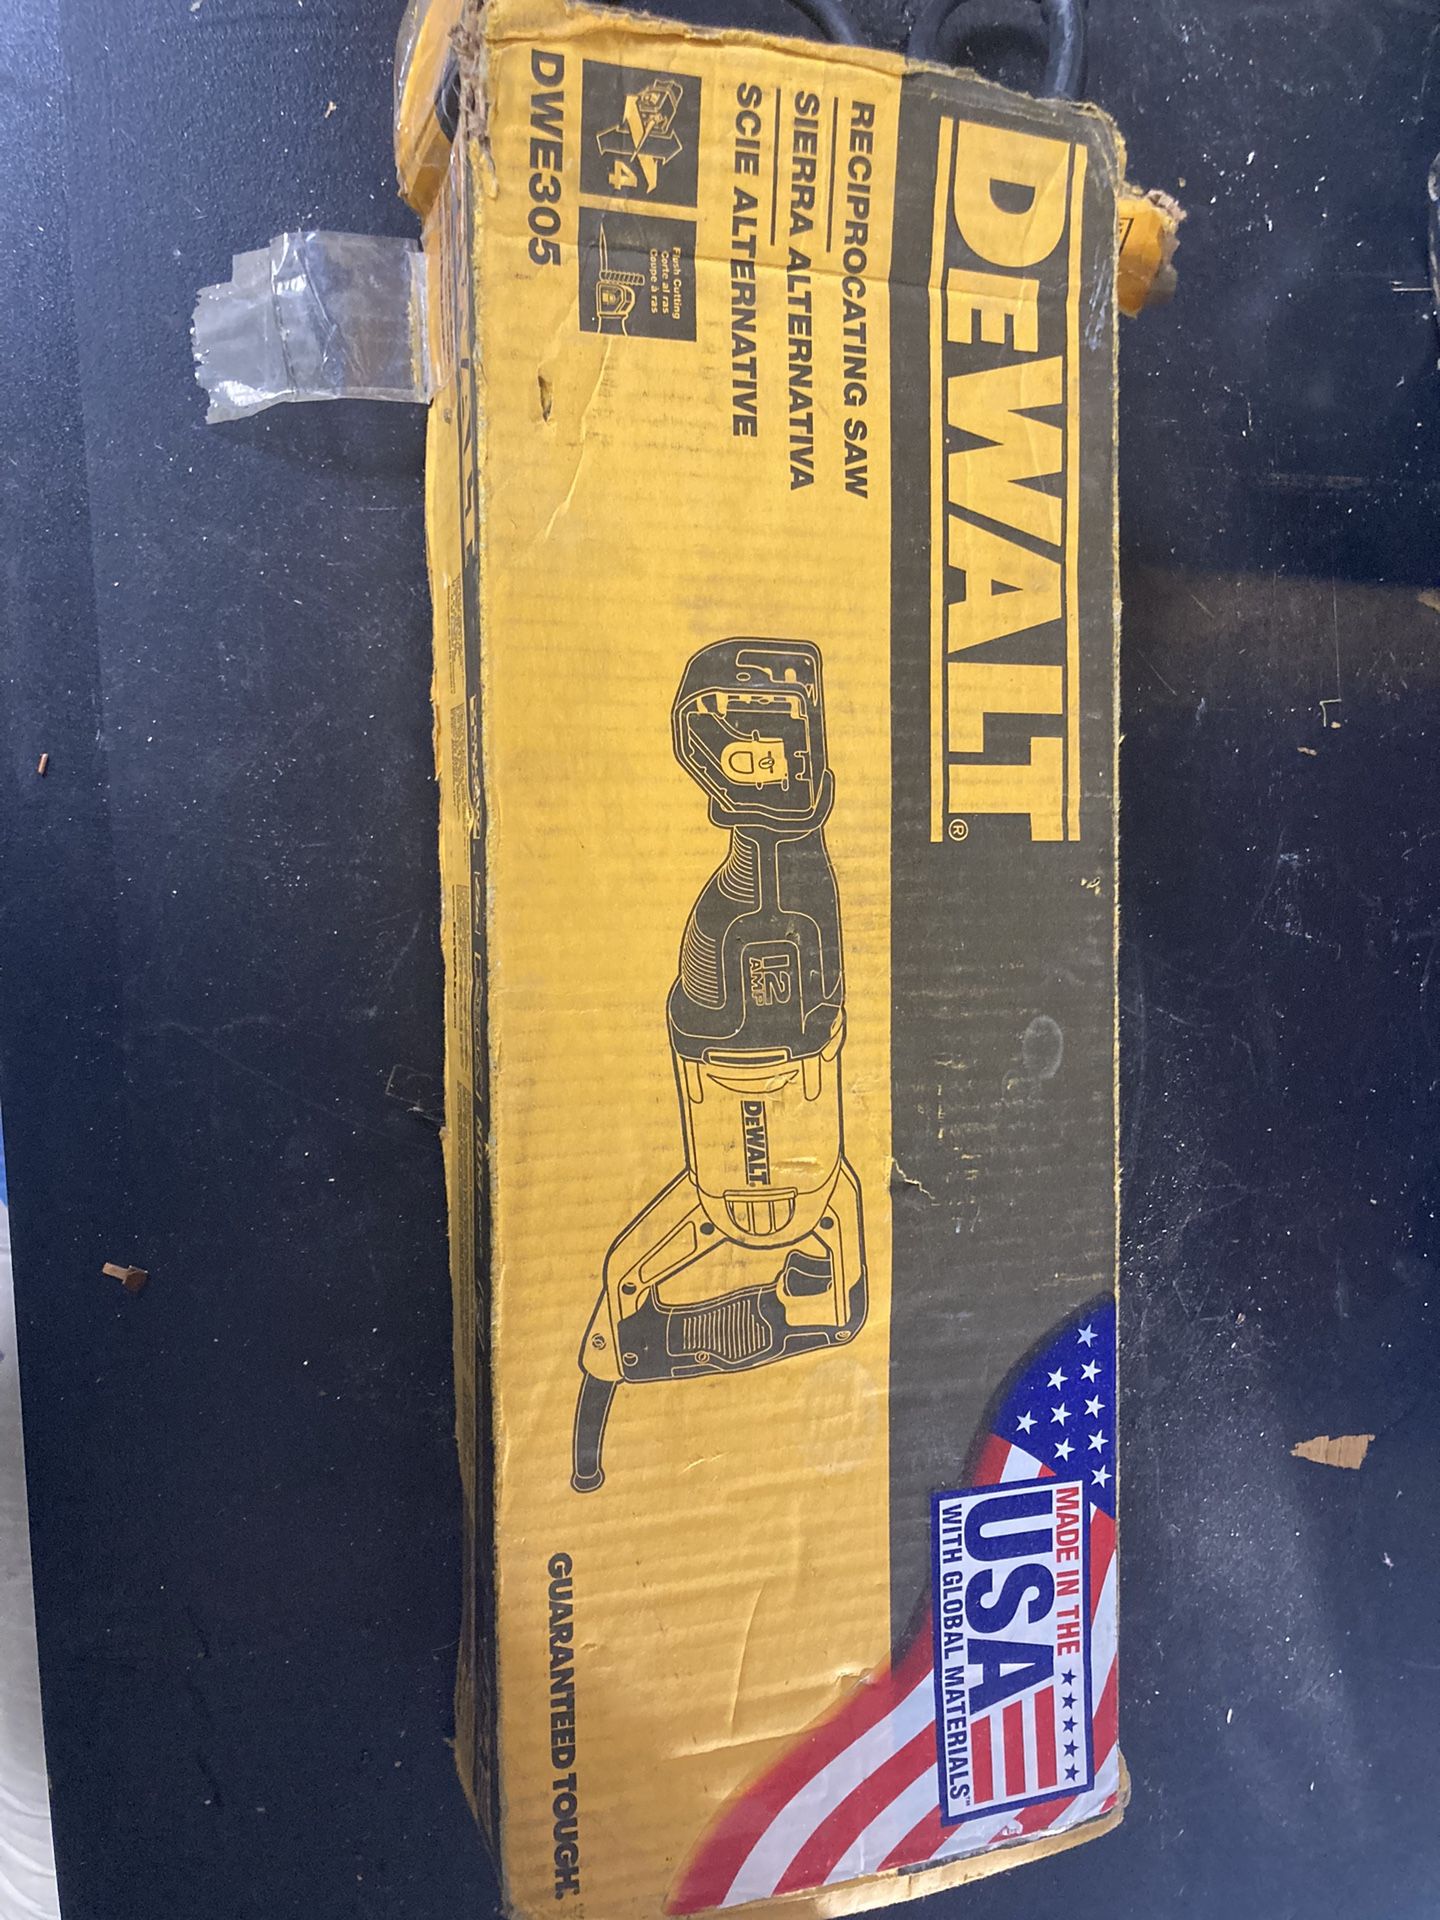 DEWALT®
RECIPROCATING SAW
SIERRA ALTERNATIVA
SCIE ALTERNATIVE
4
Flush Cutting
Corte al ras
Coupe à ras
DWE305
12
AMP
DEWALT
MADE IN THE
USA
WITH GLOBAL MATERIALS™
GUARANTEED TOUGH.